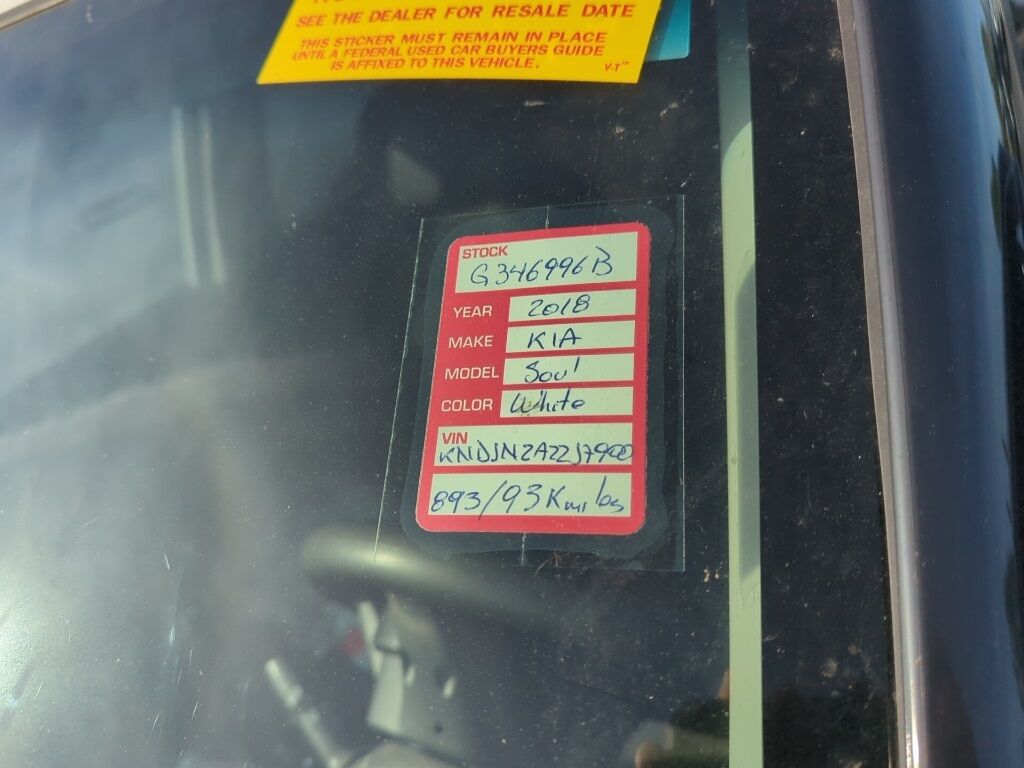 SEE THE DEALER FOR RESALE DATE
THIS STICKER MUST REMAIN IN PLACE
UNTIL A FEDERAL USED CAR BUYERS GUIDE
IS AFFIXED TO THIS VEHICLE.
V-T™
STOCK
G346996B
YEAR 2018
MAKE KIA
MODEL Soul
COLOR White
VIN
KNDJN2A22J7900
893/93K miles